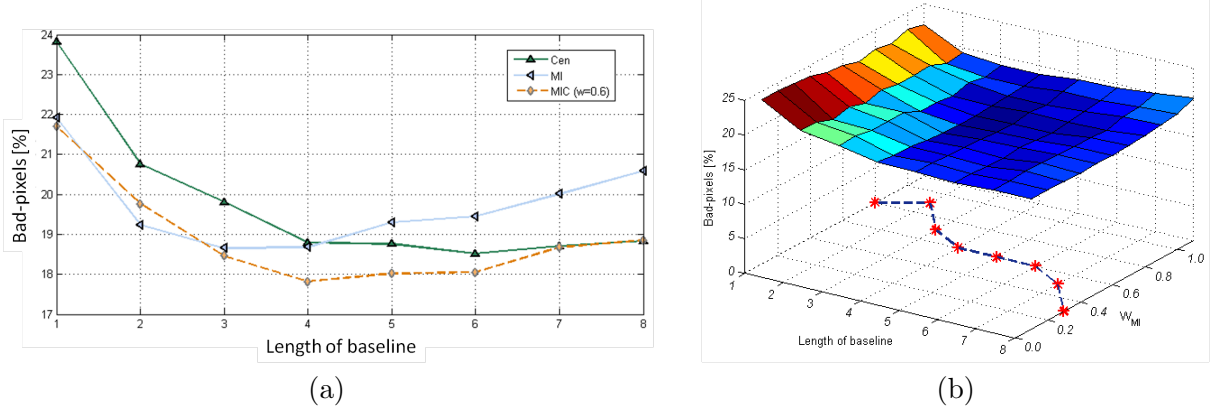 24
23
22
21
20
19
18
17
Bad-pixels [%]
1 2 3 4 5 6 7 8
Length of baseline
Cen
MI
MIC (w=0.6)
(a)
25
20
15
10
5
0
Bad-pixels [%]
1 2 3 4 5 6 7 8
Length of baseline
0.0 0.2 0.4 0.6 0.8 1.0
W_MI
(b)